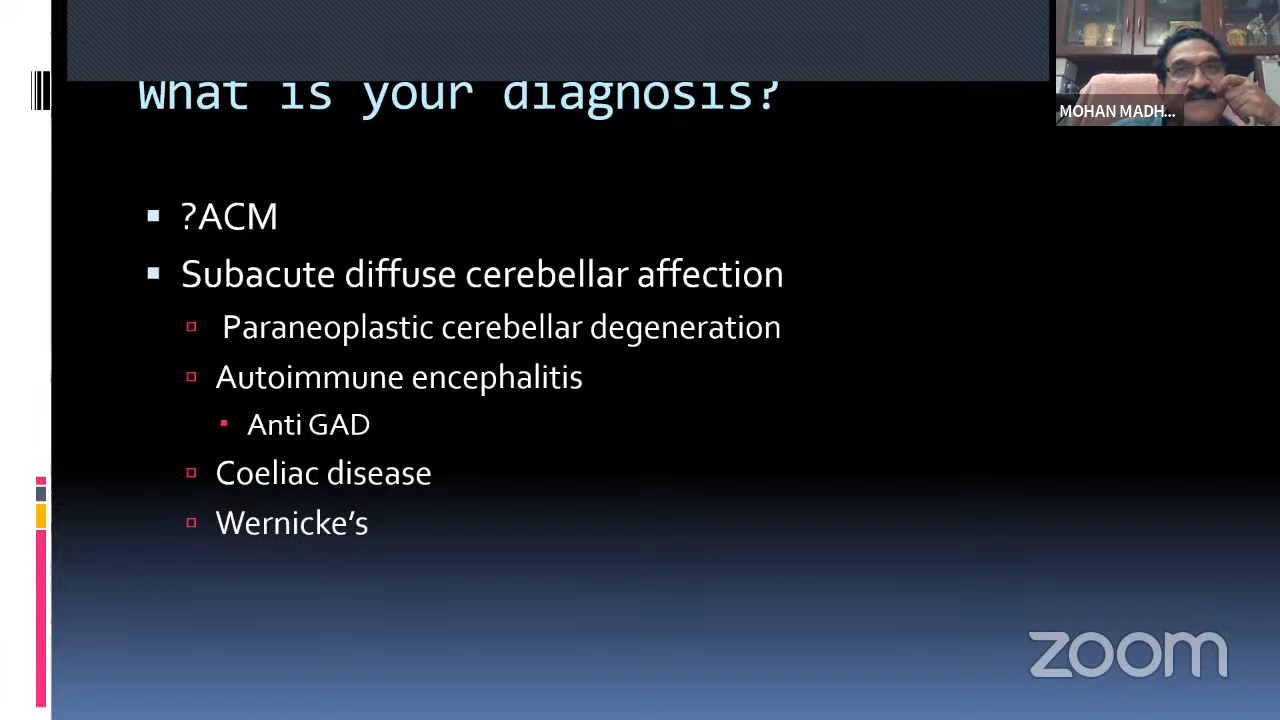 What is your diagnosis?
MOHAN MADH...
?ACM
Subacute diffuse cerebellar affection
Paraneoplastic cerebellar degeneration
Autoimmune encephalitis
Anti GAD
Coeliac disease
Wernicke’s
zoom